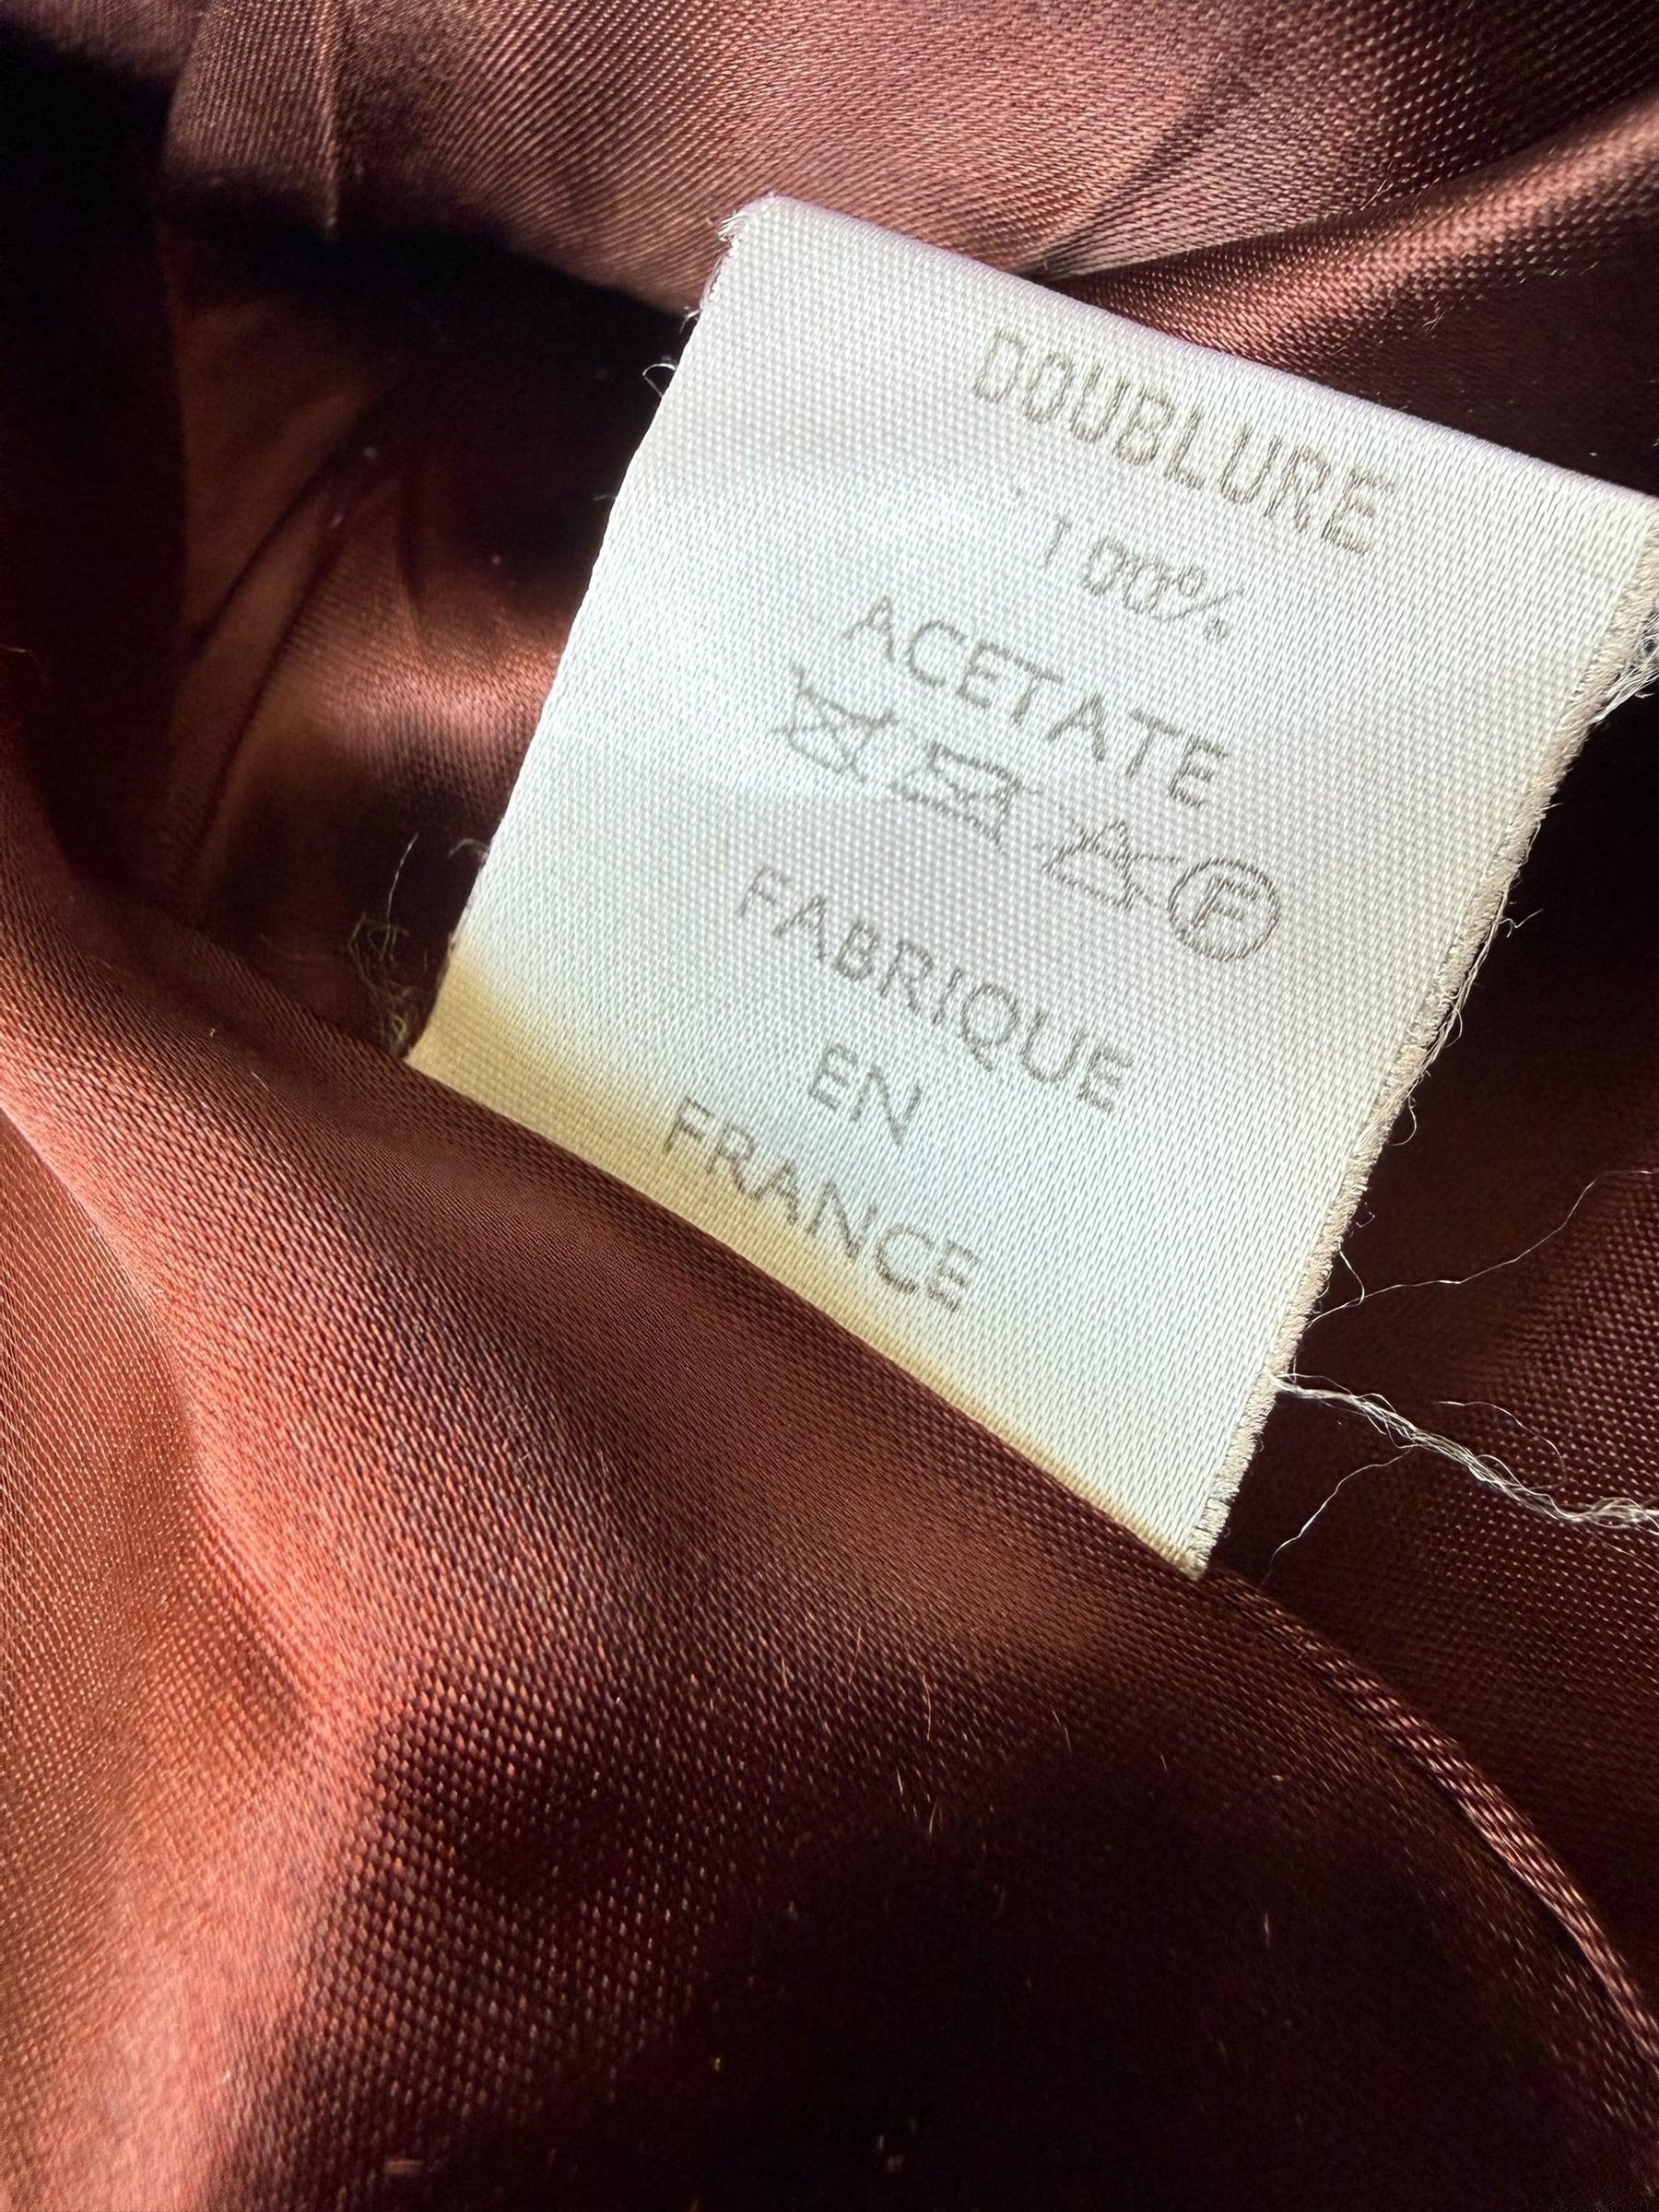 DOUBLURE
100%
ACETATE
F
FABRIQUE
EN
FRANCE